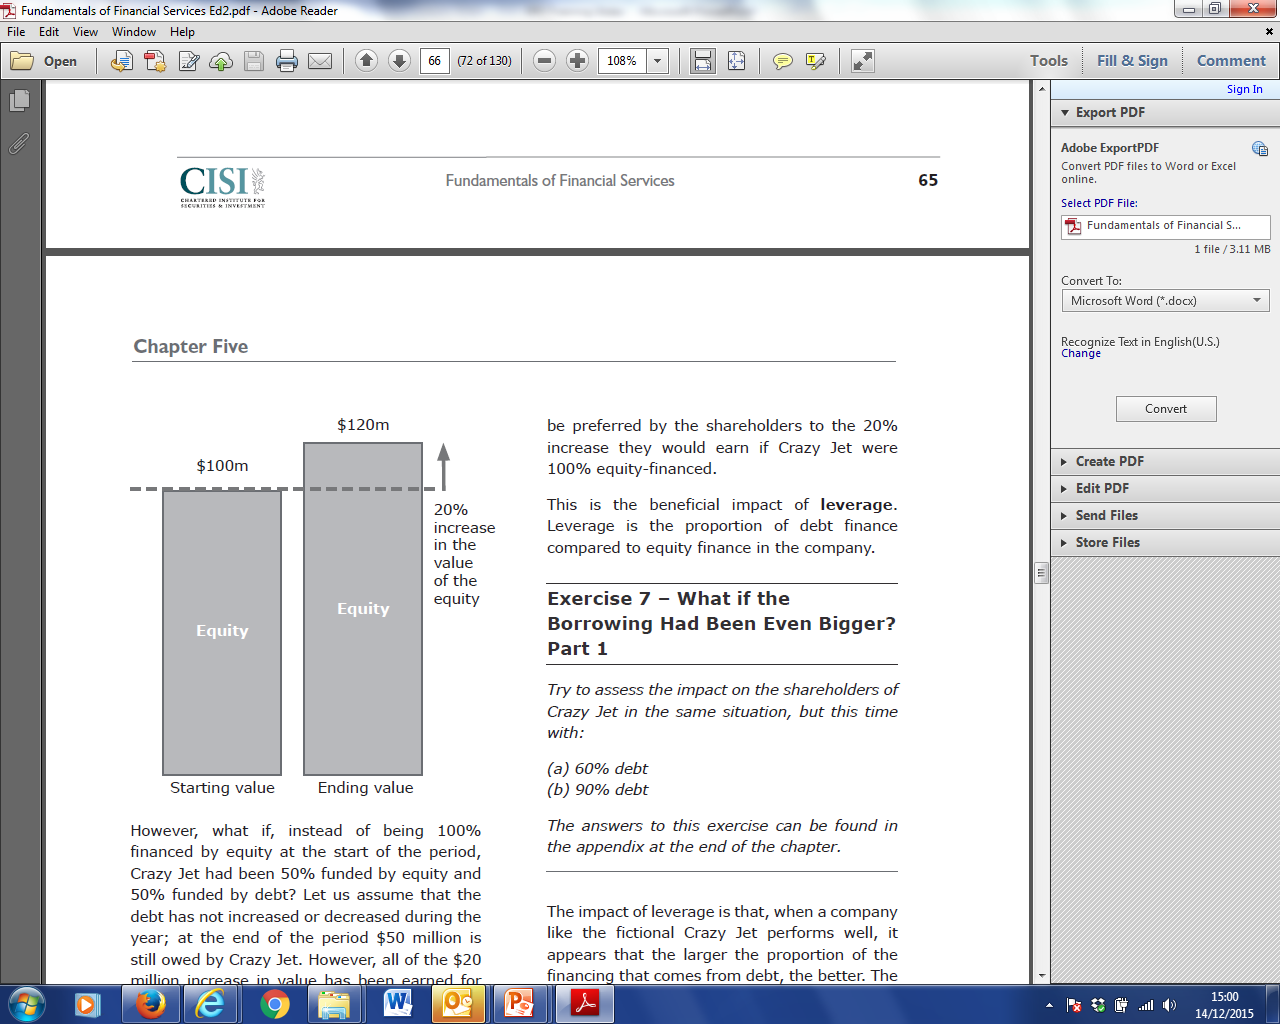 Fundamentals of Financial Services Ed2.pdf - Adobe Reader
File Edit View Window Help
Open 66 (72 of 130) 108% Tools Fill & Sign Comment
Sign In
Export PDF
Adobe ExportPDF
Convert PDF files to Word or Excel
online.
Select PDF File:
Fundamentals of Financial S...
1 file / 3.11 MB
Convert To:
Microsoft Word (*.docx)
Recognize Text in English(U.S.)
Change
Convert
Create PDF
Edit PDF
Send Files
Store Files
CISI
CHARTERED INSTITUTE FOR
SECURITIES & INVESTMENT
Fundamentals of Financial Services
65
Chapter Five
$120m
$100m
20%
increase
in the
value
of the
equity
Equity
Equity
Starting value
Ending value
However, what if, instead of being 100%
financed by equity at the start of the period,
Crazy Jet had been 50% funded by equity and
50% funded by debt? Let us assume that the
debt has not increased or decreased during the
year; at the end of the period $50 million is
still owed by Crazy Jet. However, all of the $20
million increase in value has been earned for
be preferred by the shareholders to the 20%
increase they would earn if Crazy Jet were
100% equity-financed.
This is the beneficial impact of leverage.
Leverage is the proportion of debt finance
compared to equity finance in the company.
Exercise 7 – What if the
Borrowing Had Been Even Bigger?
Part 1
Try to assess the impact on the shareholders of
Crazy Jet in the same situation, but this time
with:
(a) 60% debt
(b) 90% debt
The answers to this exercise can be found in
the appendix at the end of the chapter.
The impact of leverage is that, when a company
like the fictional Crazy Jet performs well, it
appears that the larger the proportion of the
financing that comes from debt, the better. The
15:00
14/12/2015